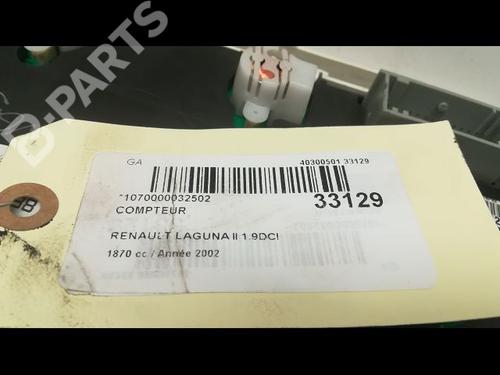 B-PARTS
GA
40300501 33129
*1070000032502
33129
COMPTEUR
RENAULT LAGUNA II 1.9DCI
1870 cc / Année 2002